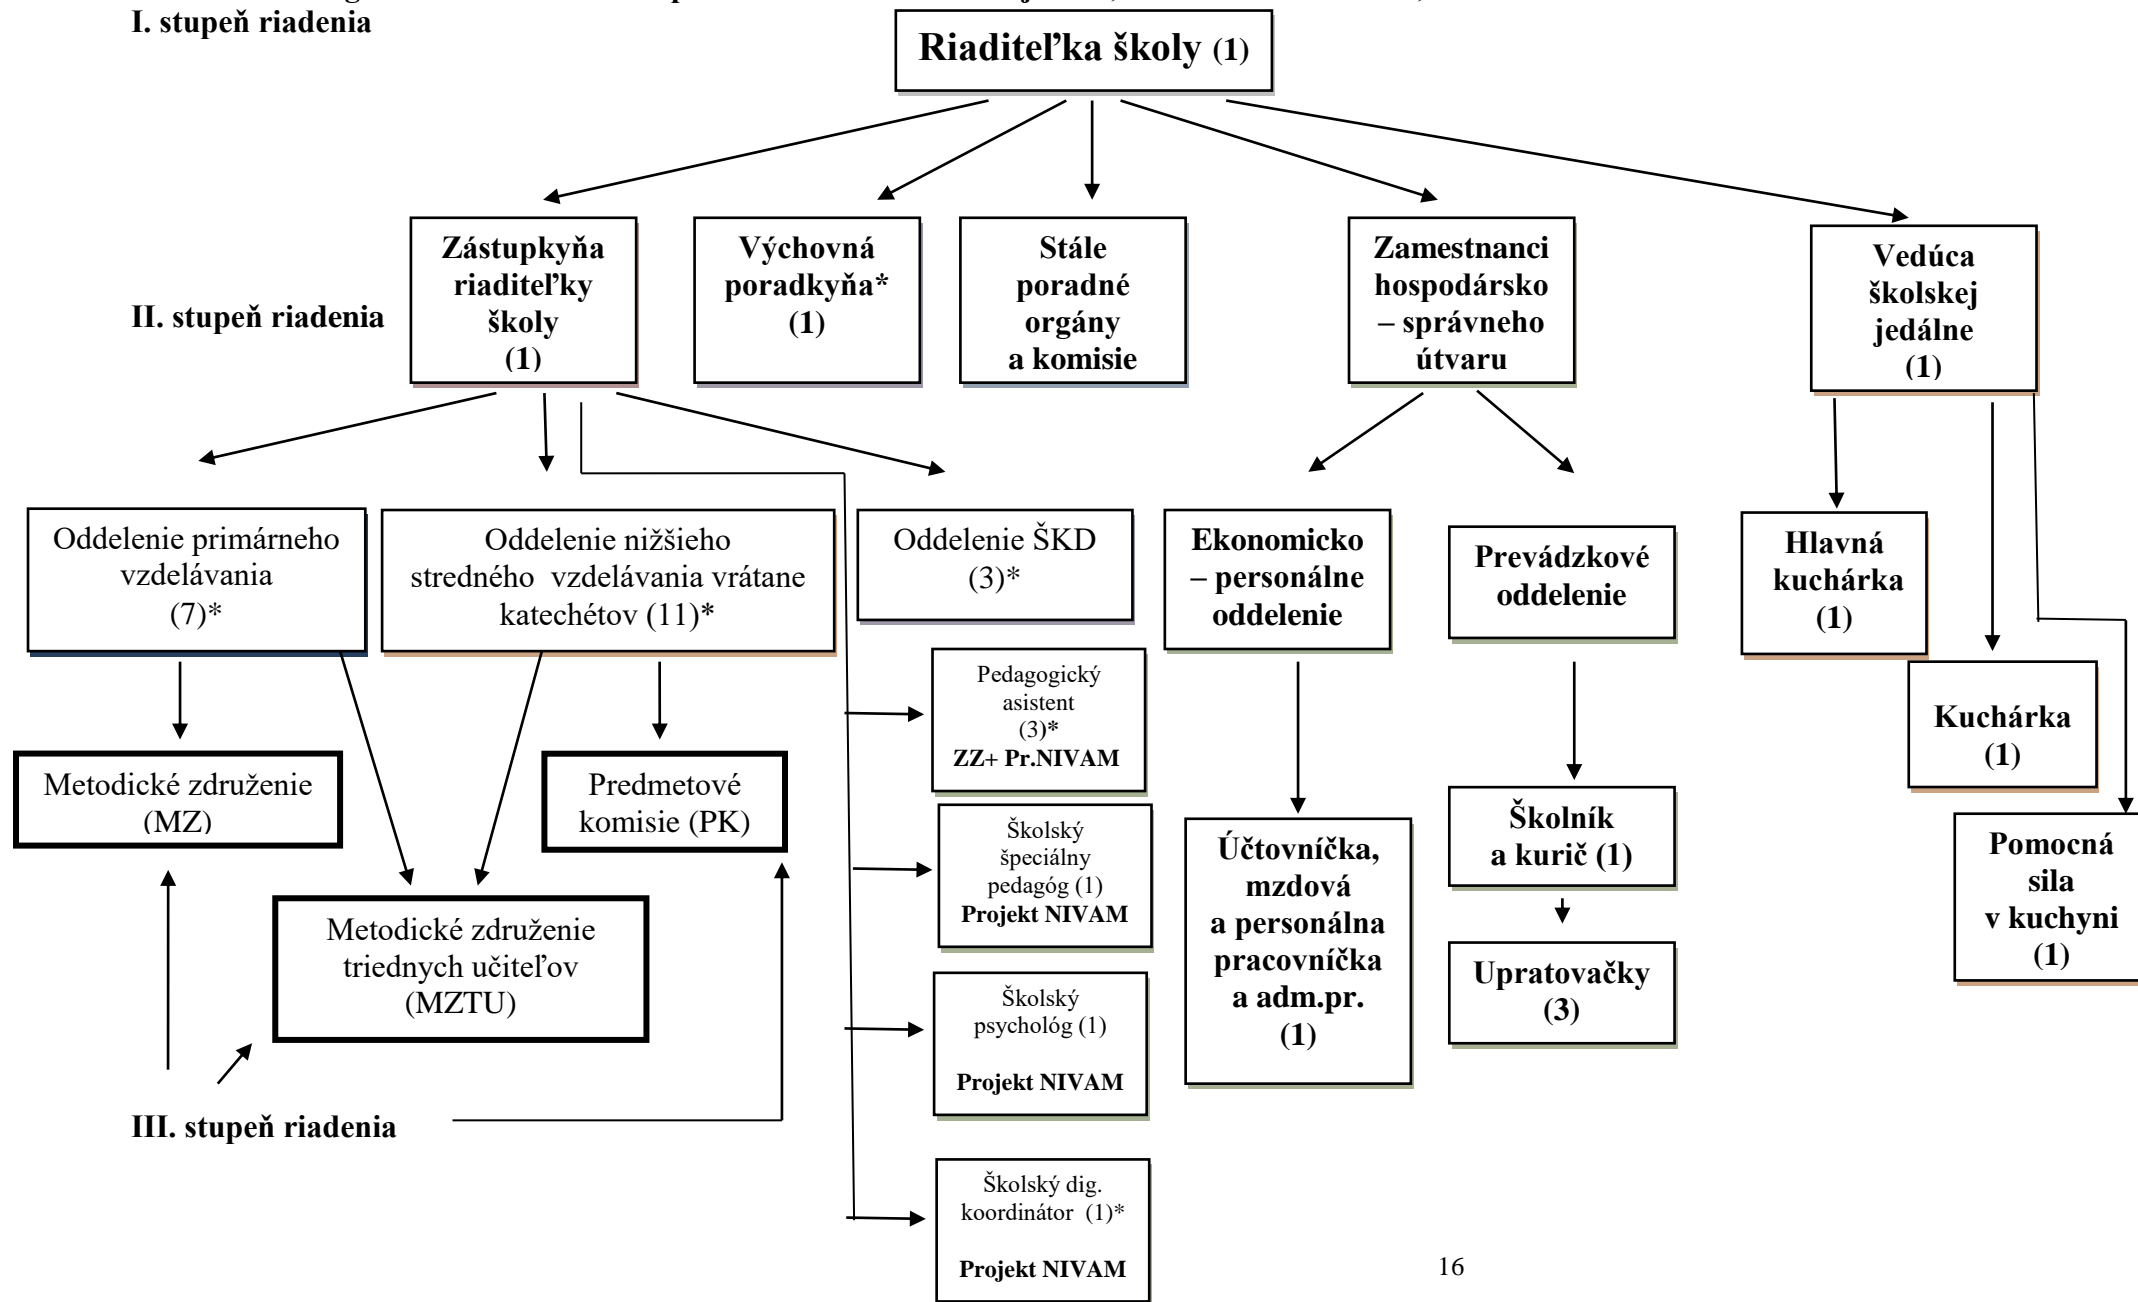 I. stupeň riadenia
Riaditeľka školy (1)
Zástupkyňa
riaditeľky
školy
(1)
Výchovná
poradkyňa*
(1)
Stále
poradné
orgány
a komisie
Zamestnanci
hospodársko
– správneho
útvaru
Vedúca
školskej
jedálne
(1)
II. stupeň riadenia
Oddelenie primárneho
vzdelávania
(7)*
Oddelenie nižšieho
stredného vzdelávania vrátane
katechétov (11)*
Oddelenie ŠKD
(3)*
Ekonomicko
– personálne
oddelenie
Prevádzkové
oddelenie
Hlavná
kuchárka
(1)
Kuchárka
(1)
Pomocná
sila
v kuchyni
(1)
Pedagogický
asistent
(3)*
ZZ+ Pr.NIVAM
Metodické združenie
(MZ)
Predmetové
komisie (PK)
Školský
špeciálny
pedagóg (1)
Projekt NIVAM
Účtovníčka,
mzdová
a personálna
pracovníčka
a adm.pr.
(1)
Školník
a kurič (1)
Upratovačky
(3)
Metodické združenie
triednych učiteľov
(MZTU)
Školský
psychológ (1)
Projekt NIVAM
III. stupeň riadenia
Školský dig.
koordinátor (1)*
Projekt NIVAM
16